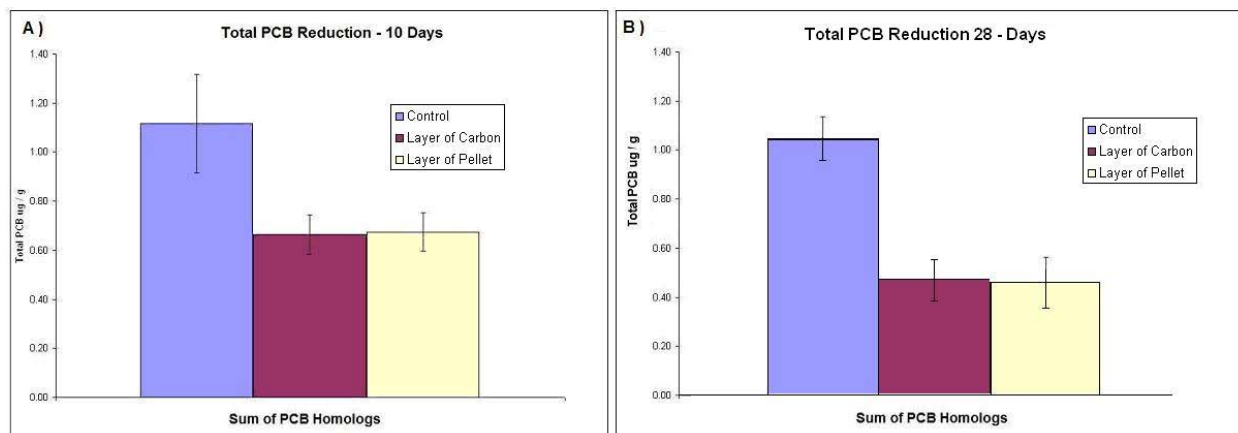 A )
Total PCB Reduction - 10 Days
1.40
1.20
1.00
0.80
0.60
0.40
0.20
0.00
Total PCB ug / g
Control
Layer of Carbon
Layer of Pellet
Sum of PCB Homologs
B )
Total PCB Reduction 28 - Days
1.40
1.20
1.00
0.80
0.60
0.40
0.20
0.00
Total PCB ug / g
Control
Layer of Carbon
Layer of Pellet
Sum of PCB Homologs